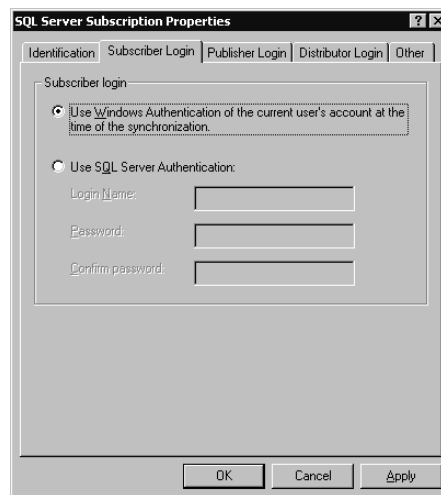 SQL Server Subscription Properties
Identification Subscriber Login Publisher Login Distributor Login Other
Subscriber login
Use Windows Authentication of the current user's account at the
time of the synchronization.
Use SQL Server Authentication:
Login Name:
Password:
Confirm password:
OK Cancel Apply